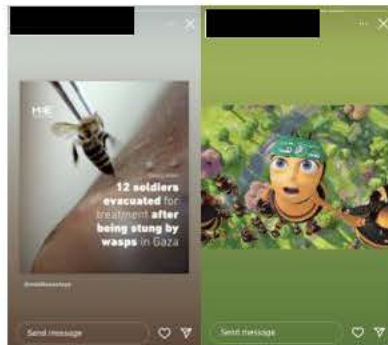 MEE
12 soldiers
evacuated for
treatment after
being stung by
wasps in Gaza
Send message
Send message